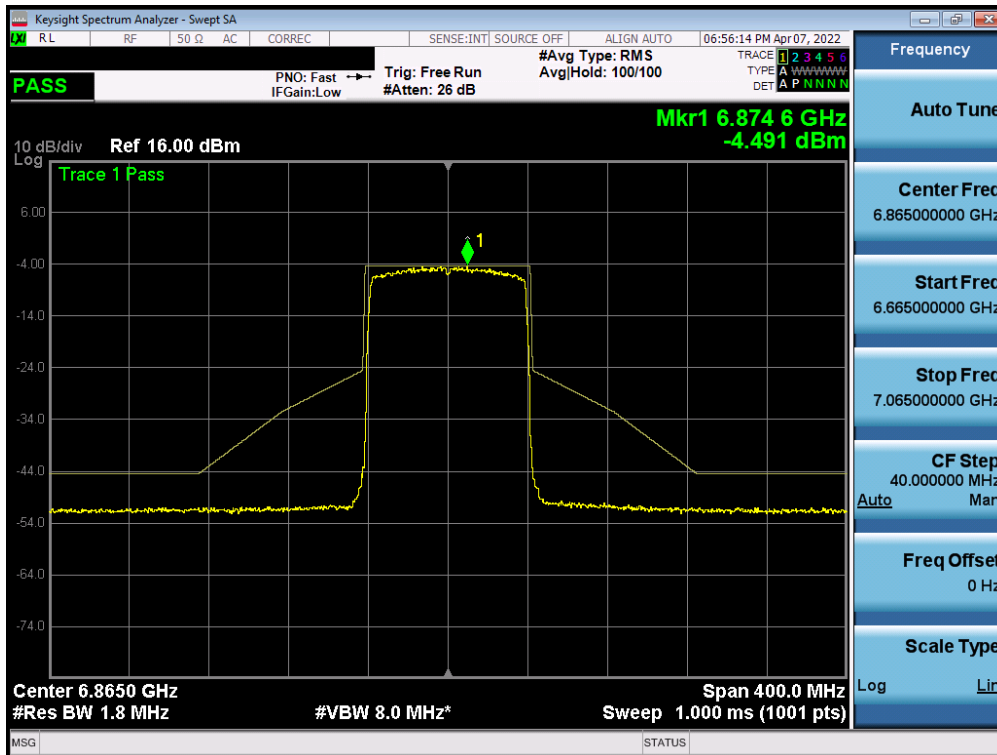 Keysight Spectrum Analyzer - Swept SA
LXI RL RF 50 Ω AC CORREC SENSE:INT SOURCE OFF ALIGN AUTO 06:56:14 PM Apr 07, 2022
PASS
PNO: Fast
IFGain:Low
Trig: Free Run
#Atten: 26 dB
#Avg Type: RMS
Avg|Hold: 100/100
TRACE 1 2 3 4 5 6
TYPE A WWWWW
DET A P N N N N
Mkr1 6.874 6 GHz
-4.491 dBm
10 dB/div Ref 16.00 dBm
Log
Trace 1 Pass
1
6.00
-4.00
-14.0
-24.0
-34.0
-44.0
-54.0
-64.0
-74.0
Center 6.8650 GHz Span 400.0 MHz
#Res BW 1.8 MHz #VBW 8.0 MHz* Sweep 1.000 ms (1001 pts)
MSG STATUS
Frequency
Auto Tune
Center Freq
6.865000000 GHz
Start Freq
6.665000000 GHz
Stop Freq
7.065000000 GHz
CF Step
40.000000 MHz
Auto Man
Freq Offset
0 Hz
Scale Type
Log Lin